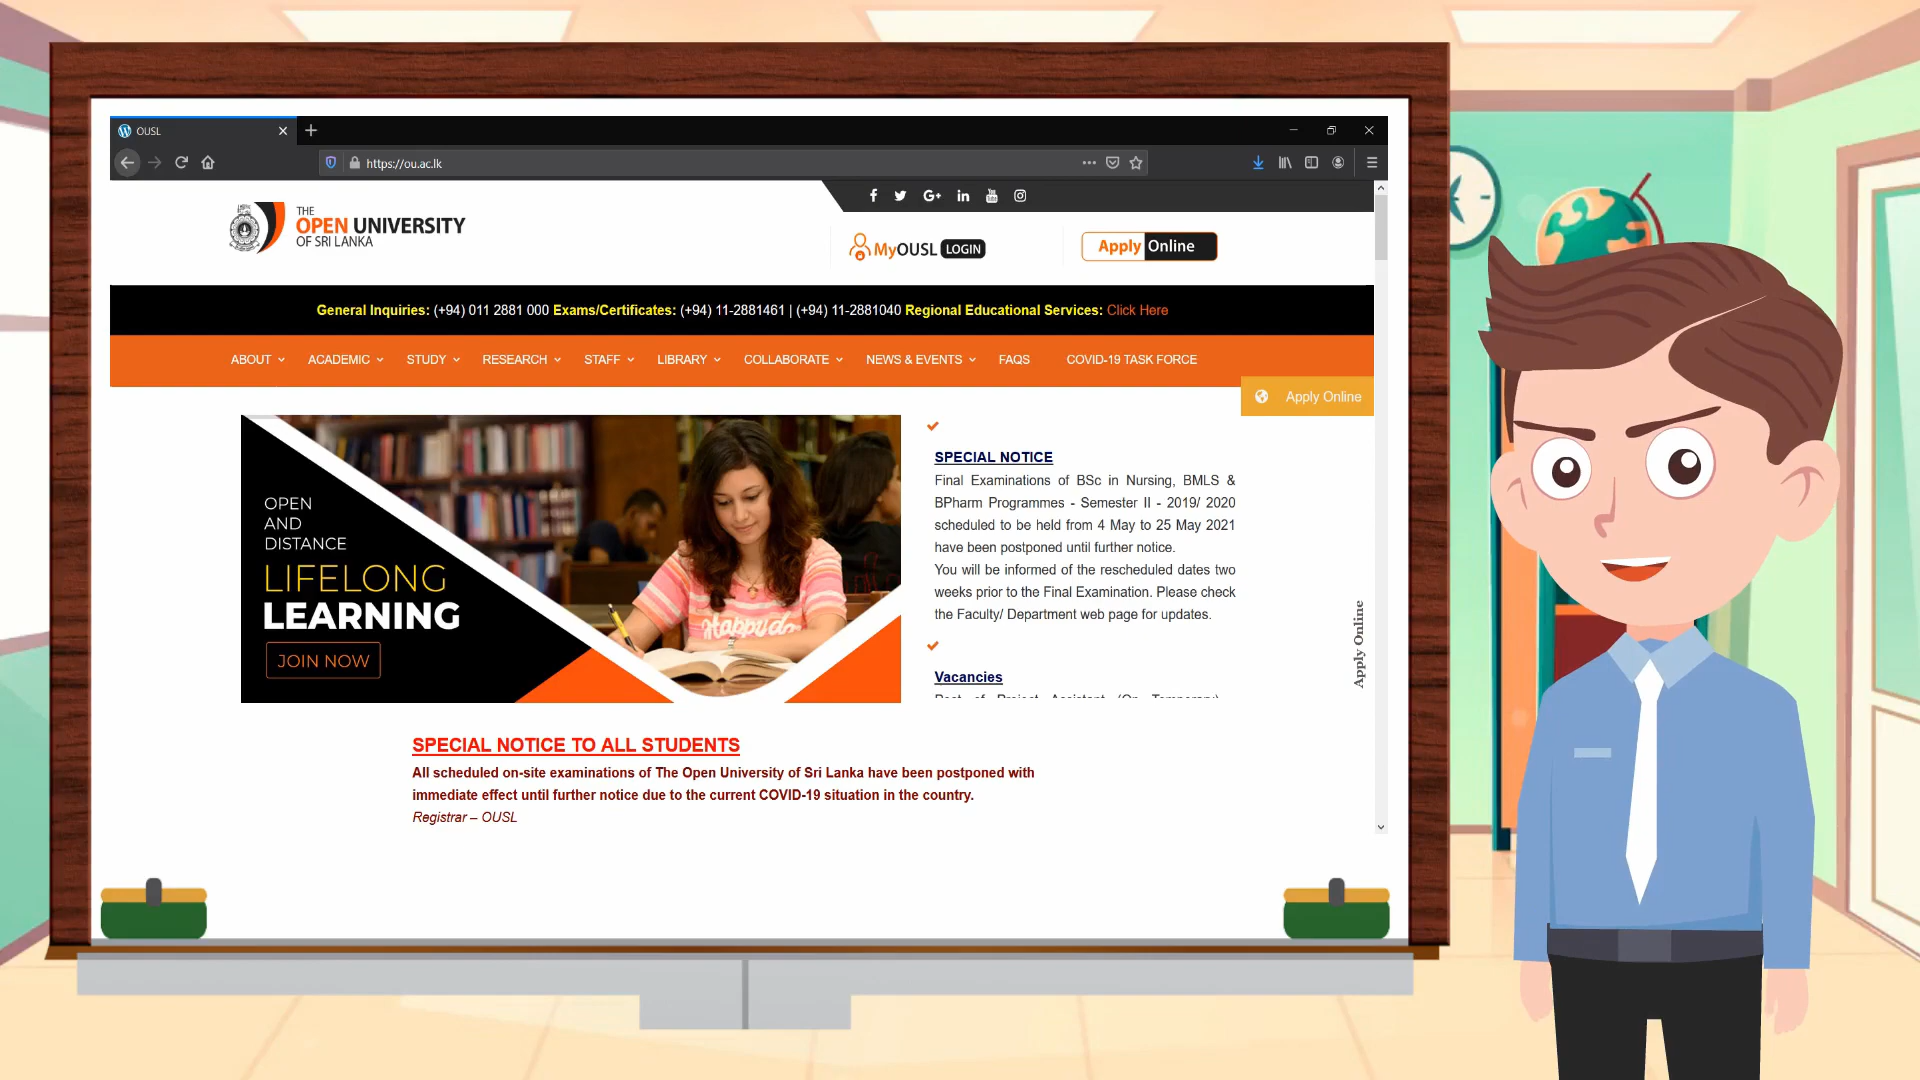 OUSL
https://ou.ac.lk
THE
OPEN UNIVERSITY
OF SRI LANKA
MyOUSL LOGIN
Apply Online
General Inquiries: (+94) 011 2881 000 Exams/Certificates: (+94) 11-2881461 | (+94) 11-2881040 Regional Educational Services: Click Here
ABOUT ACADEMIC STUDY RESEARCH STAFF LIBRARY COLLABORATE NEWS & EVENTS FAQS COVID-19 TASK FORCE
Apply Online
OPEN
AND
DISTANCE
LIFELONG
LEARNING
JOIN NOW
Happy do
SPECIAL NOTICE
Final Examinations of BSc in Nursing, BMLS &
BPharm Programmes - Semester II - 2019/ 2020
scheduled to be held from 4 May to 25 May 2021
have been postponed until further notice.
You will be informed of the rescheduled dates two
weeks prior to the Final Examination. Please check
the Faculty/ Department web page for updates.
Vacancies
Post of Project Assistant (On Temporary)
Apply Online
SPECIAL NOTICE TO ALL STUDENTS
All scheduled on-site examinations of The Open University of Sri Lanka have been postponed with
immediate effect until further notice due to the current COVID-19 situation in the country.
Registrar – OUSL